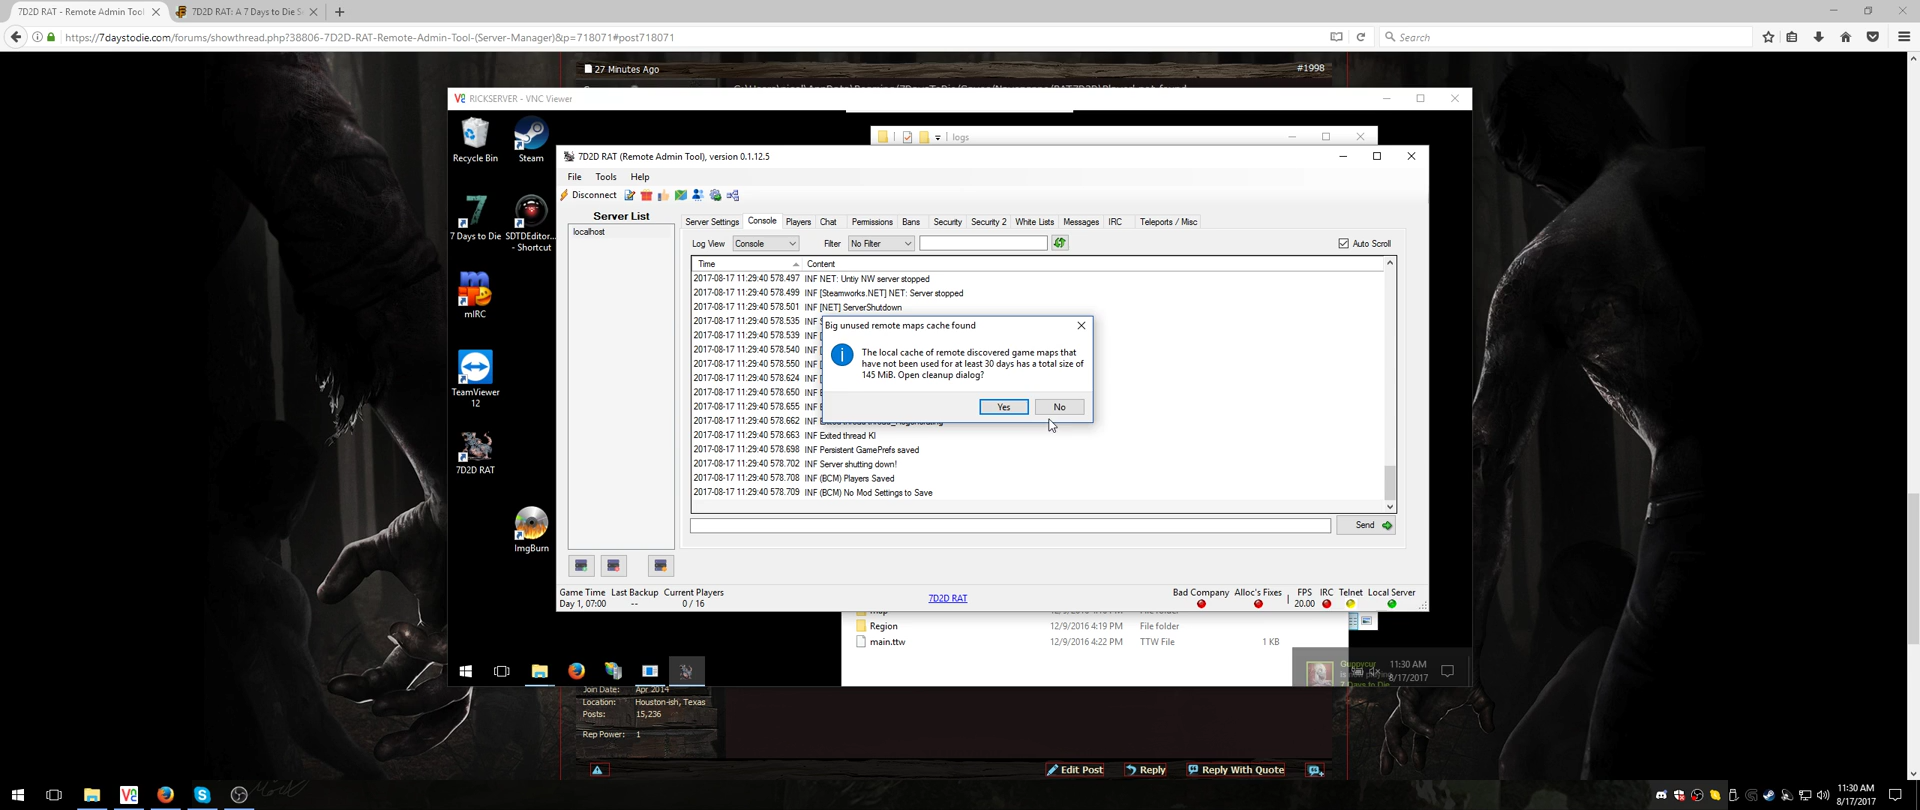 7D2D RAT - Remote Admin Tool
7D2D RAT: A 7 Days to Die S
https://7daystodie.com/forums/showthread.php?38806-7D2D-RAT-Remote-Admin-Tool-(Server-Manager)&p=718071#post718071
Search
27 Minutes Ago
#1998
RICKSERVER - VNC Viewer
logs
Recycle Bin
Steam
7 Days to Die
SDTDEditor... - Shortcut
mIRC
TeamViewer 12
7D2D RAT
ImgBurn
7D2D RAT (Remote Admin Tool), version 0.1.12.5
File Tools Help
Disconnect
Server List
localhost
Server Settings Console Players Chat Permissions Bans Security Security 2 White Lists Messages IRC Teleports / Misc
Log View Console Filter No Filter Auto Scroll
Time Content
2017-08-17 11:29:40 578.497 INF NET: Untiy NW server stopped
2017-08-17 11:29:40 578.499 INF [Steamworks.NET] NET: Server stopped
2017-08-17 11:29:40 578.501 INF [NET] ServerShutdown
2017-08-17 11:29:40 578.535 INF
2017-08-17 11:29:40 578.539 INF
2017-08-17 11:29:40 578.540 INF
2017-08-17 11:29:40 578.550 INF
2017-08-17 11:29:40 578.624 INF
2017-08-17 11:29:40 578.650 INF
2017-08-17 11:29:40 578.655 INF
2017-08-17 11:29:40 578.662 INF
2017-08-17 11:29:40 578.663 INF Exited thread KI
2017-08-17 11:29:40 578.698 INF Persistent GamePrefs saved
2017-08-17 11:29:40 578.702 INF Server shutting down!
2017-08-17 11:29:40 578.708 INF (BCM) Players Saved
2017-08-17 11:29:40 578.709 INF (BCM) No Mod Settings to Save
Big unused remote maps cache found
The local cache of remote discovered game maps that
have not been used for at least 30 days has a total size of
145 MiB. Open cleanup dialog?
Yes No
Send
Game Time Last Backup Current Players
Day 1, 07:00 -- 0 / 16
7D2D RAT
Bad Company Alloc's Fixes | FPS IRC Telnet Local Server
20.00
Region 12/9/2016 4:19 PM File folder
main.ttw 12/9/2016 4:22 PM TTW File 1 KB
Guppycur
7 Days to Die
11:30 AM
8/17/2017
Join Date: Apr 2014
Location: Houston-ish, Texas
Posts: 15,236
Rep Power: 1
Edit Post Reply Reply With Quote
11:30 AM
8/17/2017